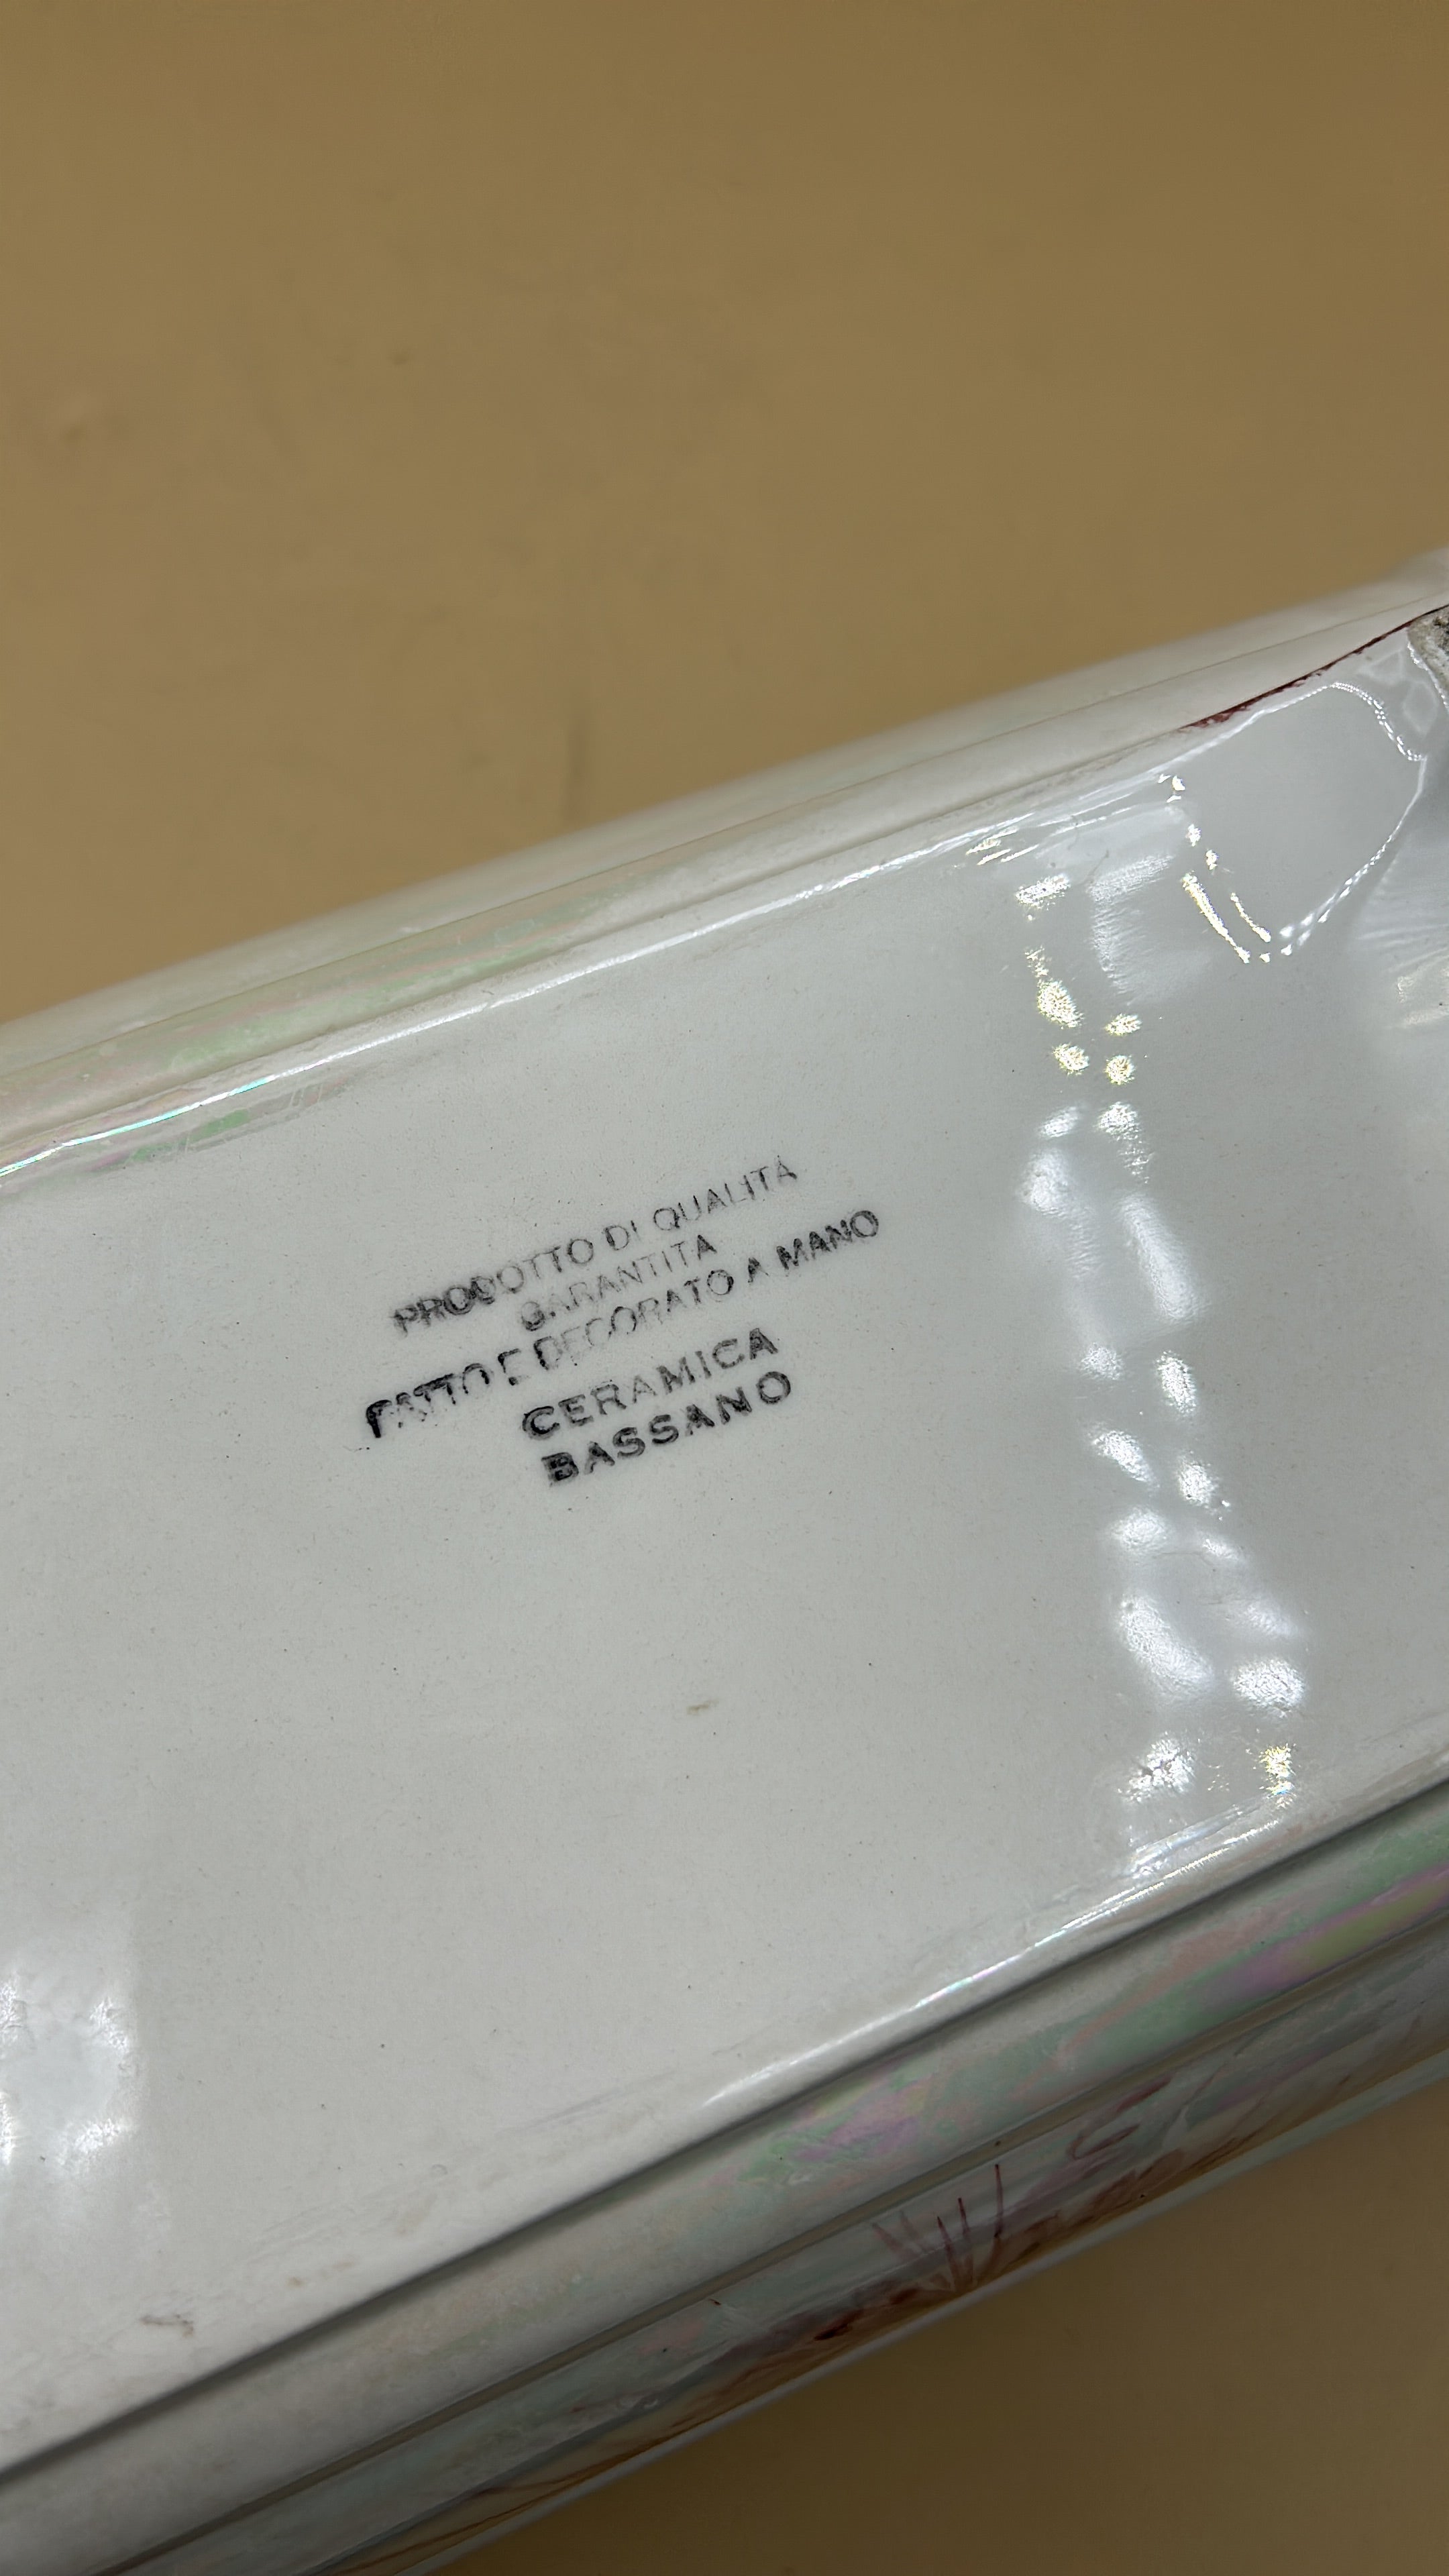 PRODOTTO DI QUALITÀ
GARANTITA
FATTO E DECORATO A MANO
CERAMICA
BASSANO